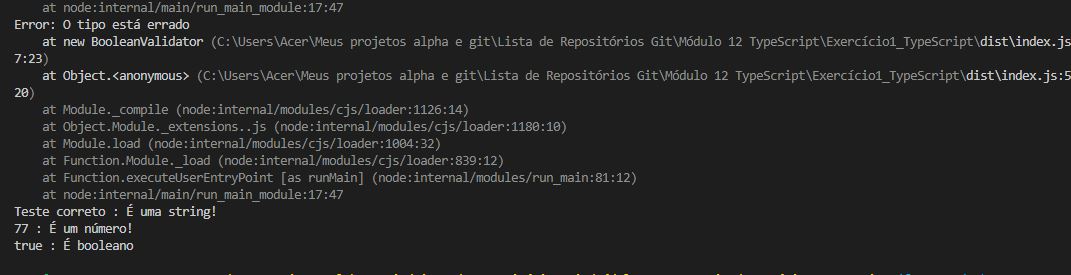 at node:internal/main/run_main_module:17:47
Error: O tipo está errado
at new BooleanValidator (C:\Users\Acer\Meus projetos alpha e git\Lista de Repositórios Git\Módulo 12 TypeScript\Exercício1_TypeScript\dist\index.js
7:23)
at Object.<anonymous> (C:\Users\Acer\Meus projetos alpha e git\Lista de Repositórios Git\Módulo 12 TypeScript\Exercício1_TypeScript\dist\index.js:5
20)
at Module._compile (node:internal/modules/cjs/loader:1126:14)
at Object.Module._extensions..js (node:internal/modules/cjs/loader:1180:10)
at Module.load (node:internal/modules/cjs/loader:1004:32)
at Function.Module._load (node:internal/modules/cjs/loader:839:12)
at Function.executeUserEntryPoint [as runMain] (node:internal/modules/run_main:81:12)
at node:internal/main/run_main_module:17:47
Teste correto : É uma string!
77 : É um número!
true : É booleano